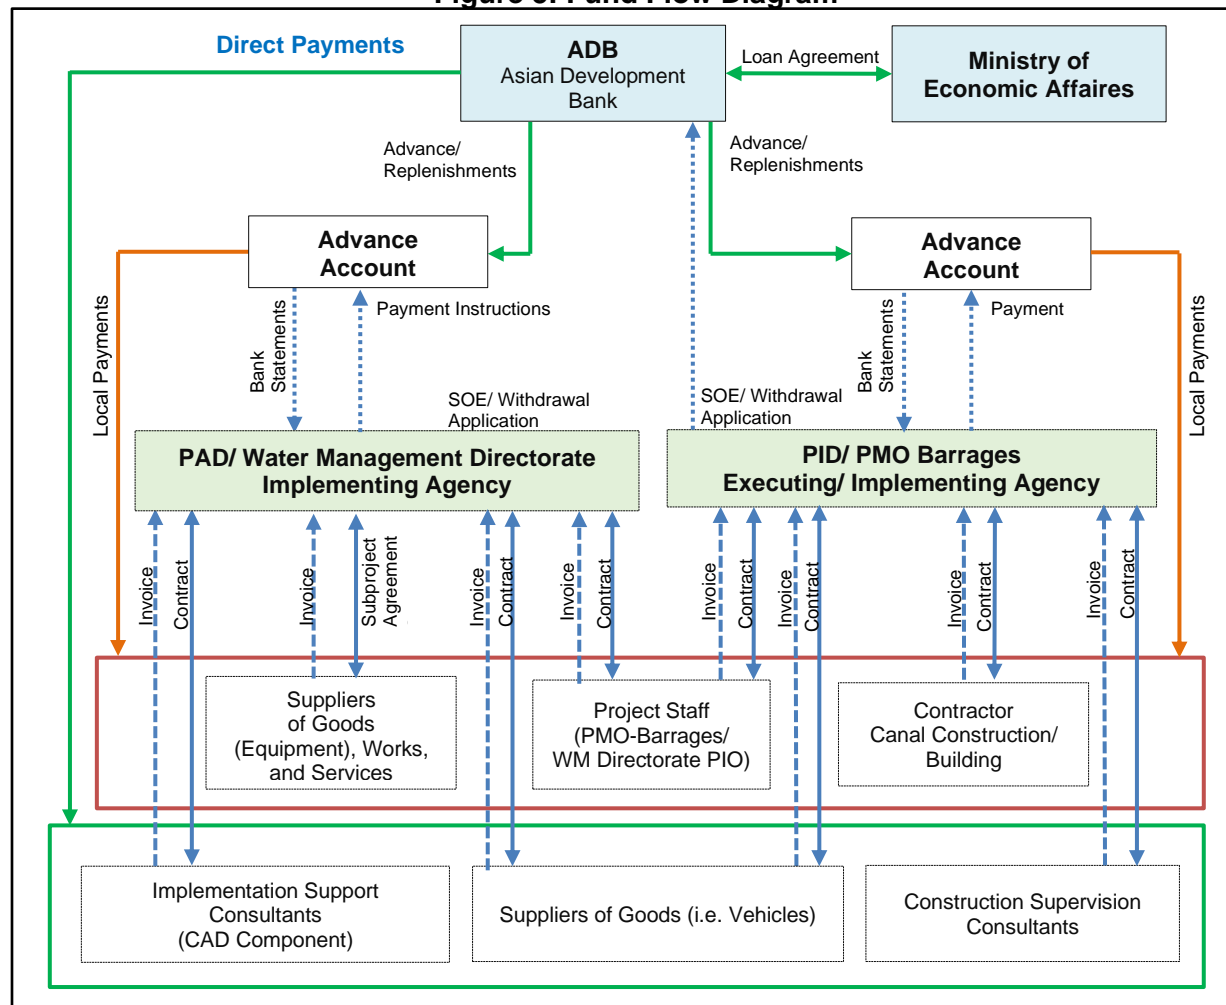 Figure 3: Fund Flow Diagram
Direct Payments
ADB
Asian Development
Bank
Loan Agreement
Ministry of
Economic Affaires
Advance/
Replenishments
Advance/
Replenishments
Advance
Account
Advance
Account
Local Payments
Bank
Statements
Payment Instructions
SOE/ Withdrawal
Application
SOE/ Withdrawal
Application
Bank
Statements
Payment
Local Payments
PAD/ Water Management Directorate
Implementing Agency
PID/ PMO Barrages
Executing/ Implementing Agency
Invoice
Contract
Invoice
Subproject
Agreement
Invoice
Contract
Invoice
Contract
Invoice
Contract
Invoice
Contract
Invoice
Contract
Invoice
Contract
Suppliers
of Goods
(Equipment), Works,
and Services
Project Staff
(PMO-Barrages/
WM Directorate PIO)
Contractor
Canal Construction/
Building
Implementation Support
Consultants
(CAD Component)
Suppliers of Goods (i.e. Vehicles)
Construction Supervision
Consultants